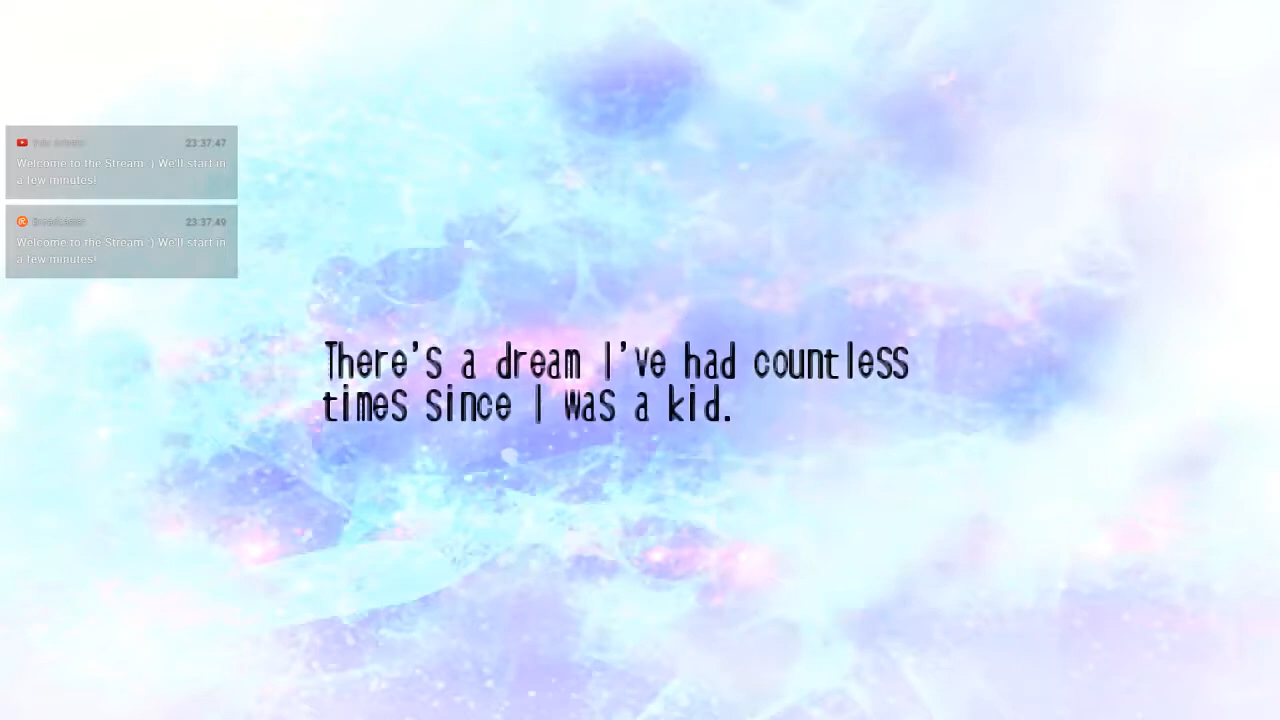 23:37:47
Welcome to the Stream :) We'll start in
a few minutes!
23:37:49
Welcome to the Stream :) We'll start in
a few minutes!
There's a dream I've had countless
times since I was a kid.